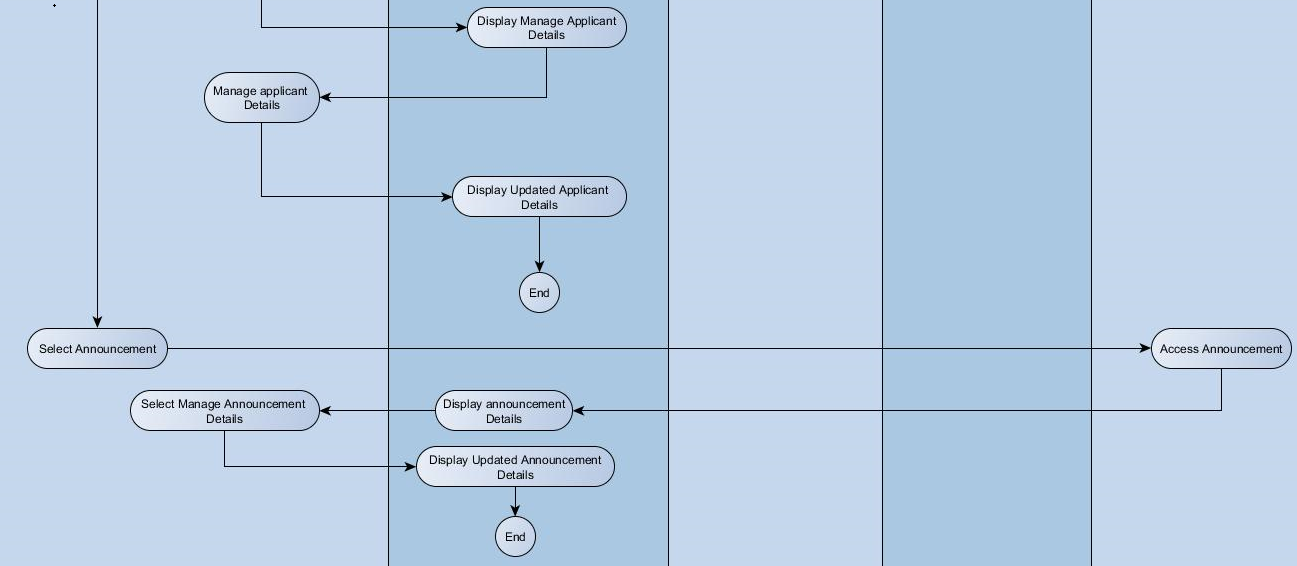 Display Manage Applicant
Details
Manage applicant
Details
Display Updated Applicant
Details
End
Select Announcement
Access Announcement
Select Manage Announcement
Details
Display announcement
Details
Display Updated Announcement
Details
End